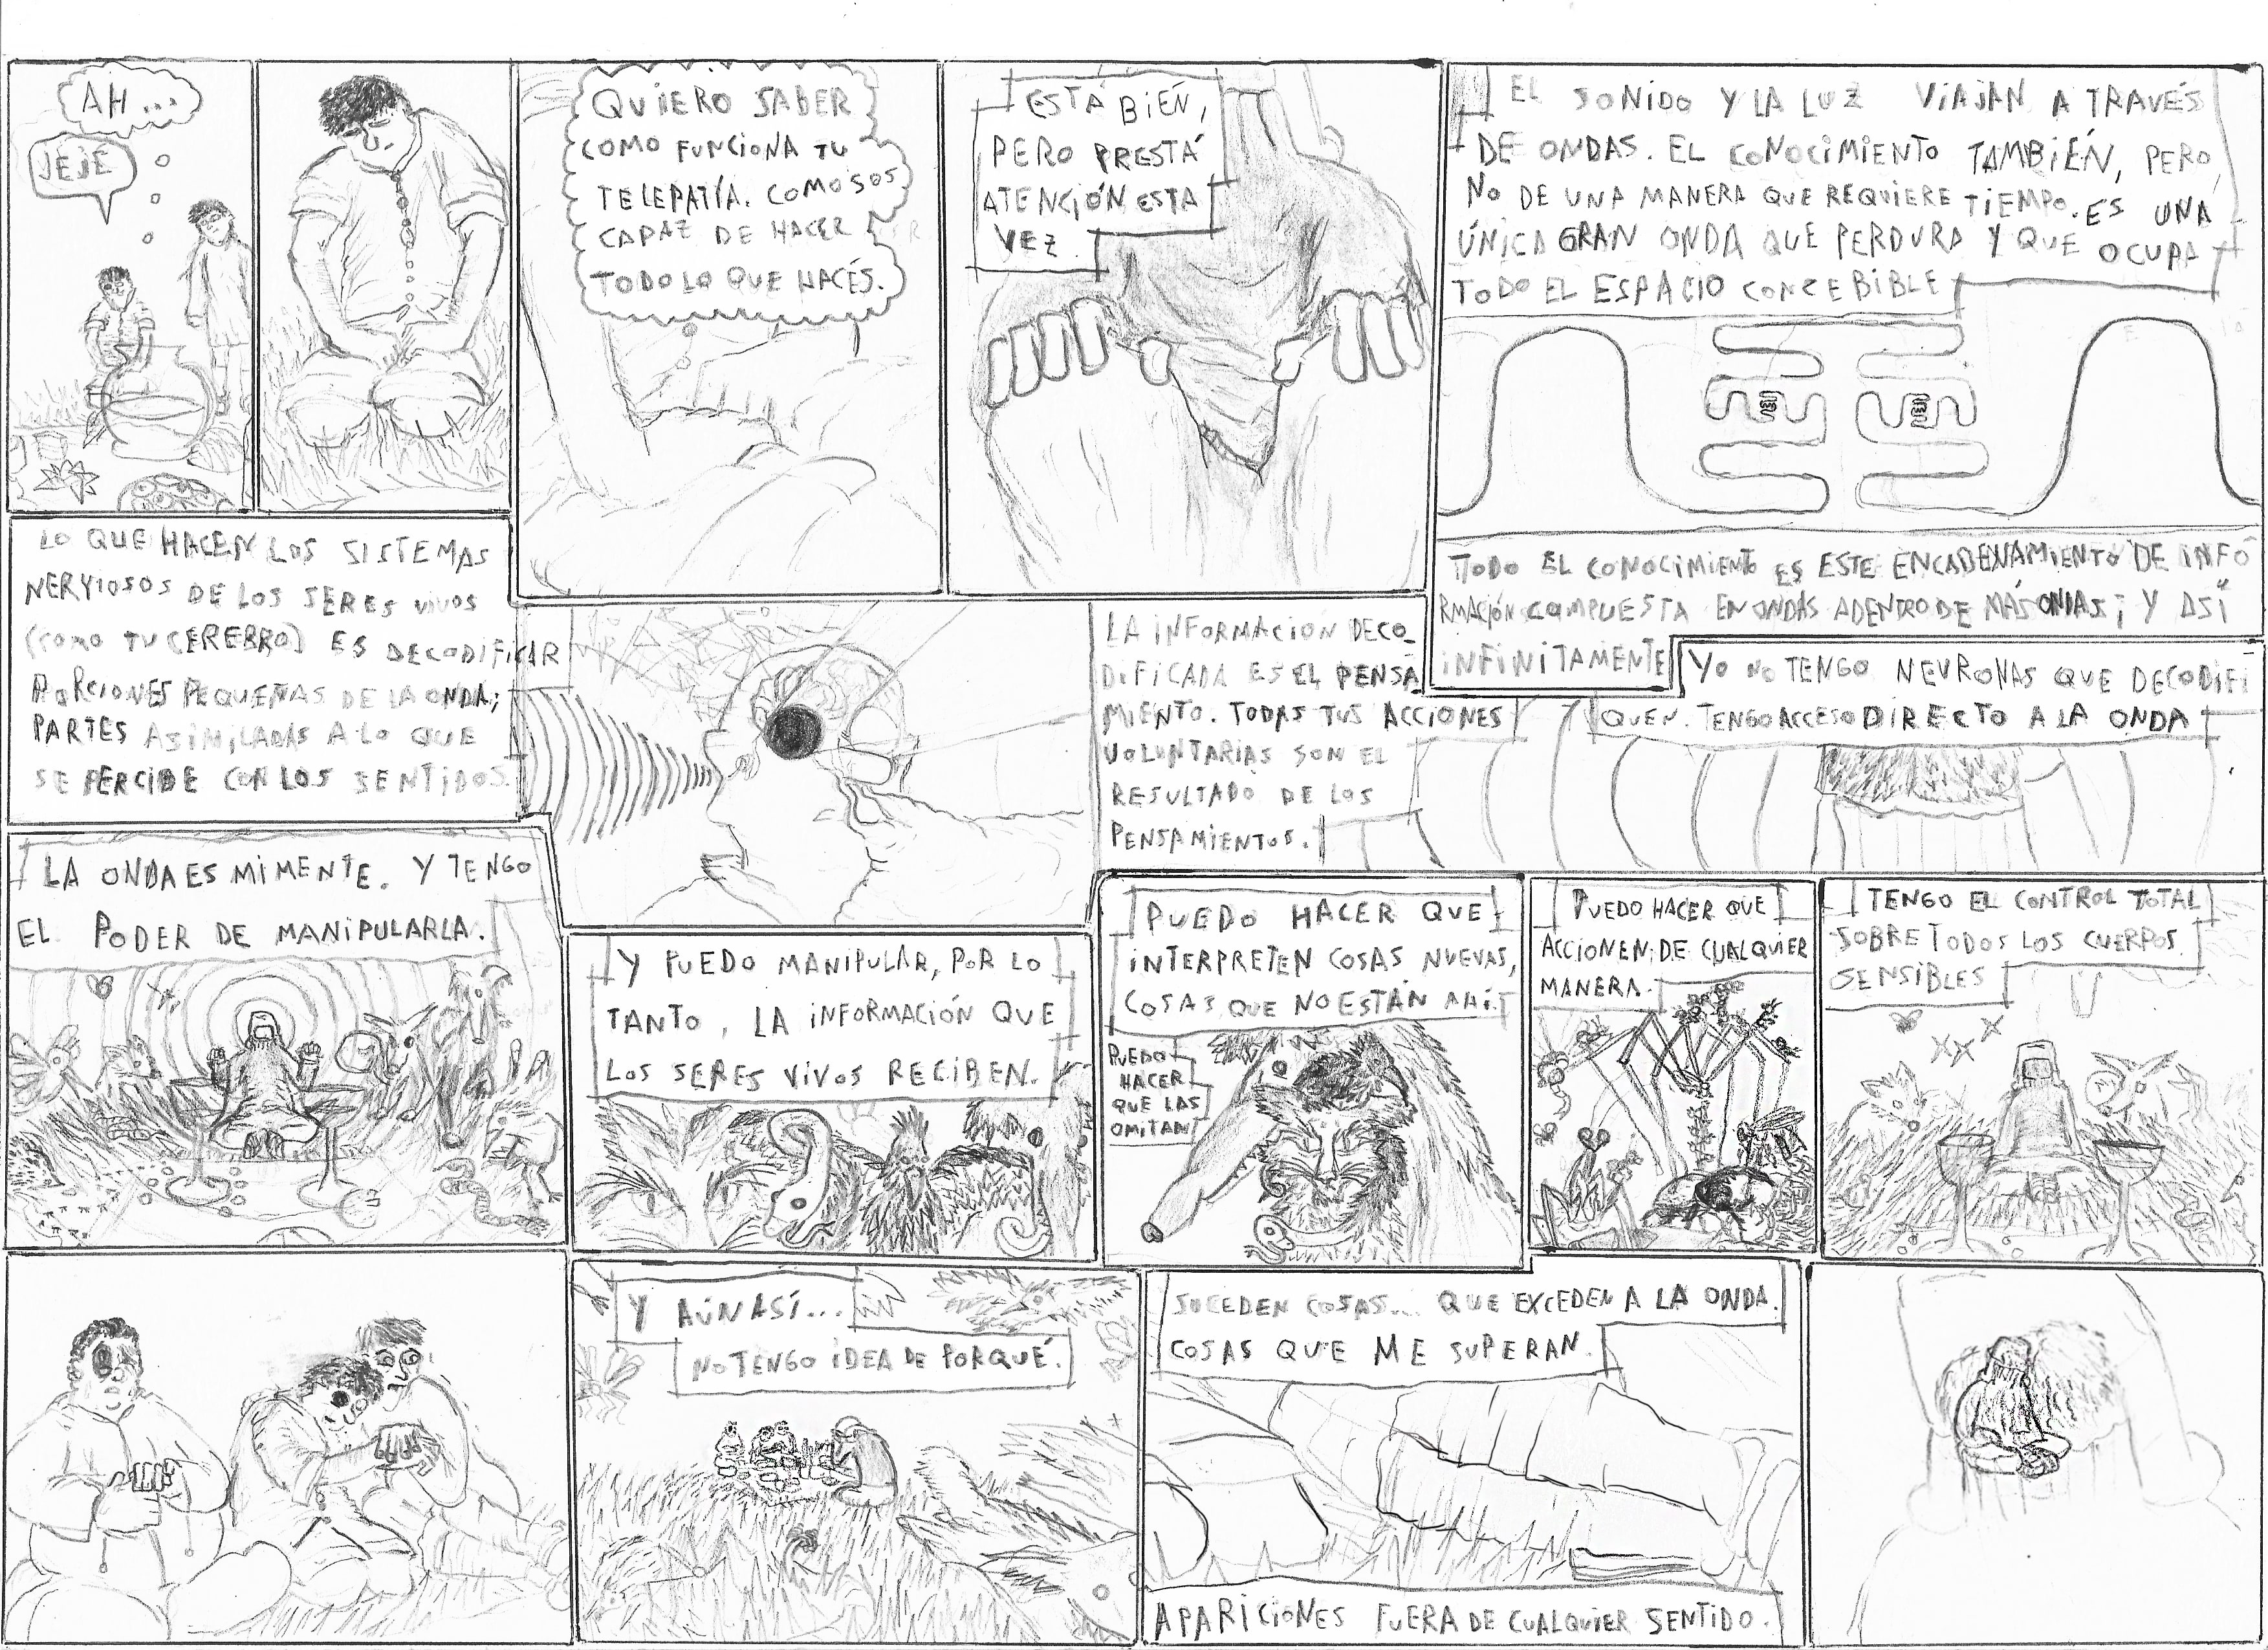 AH...
JEJÉ
QUIERO SABER
COMO FUNCIONA TU
TELEPATÍA. COMO SOS
CAPAZ DE HACER
TODO LO QUE HACÉS.
ESTÁ BIEN,
PERO PRESTÁ
ATENCIÓN ESTA
VEZ.
EL SONIDO Y LA LUZ VIAJAN A TRAVÉS
DE ONDAS. EL CONOCIMIENTO TAMBIÉN, PERO
NO DE UNA MANERA QUE REQUIERE TIEMPO. ES UNA
ÚNICA GRAN ONDA QUE PERDURA Y QUE OCUPA
TODO EL ESPACIO CONCEBIBLE
TODO EL CONOCIMIENTO ES ESTE ENCADENAMIENTO DE INFO
RMACIÓN COMPUESTA EN ONDAS ADENTRO DE MÁS ONDAS; Y ASÍ
INFINITAMENTE
LO QUE HACEN LOS SISTEMAS
NERVIOSOS DE LOS SERES VIVOS
(COMO TU CEREBRO) ES DECODIFICAR
PORCIONES PEQUEÑAS DE LA ONDA;
PARTES ASIMILADAS A LO QUE
SE PERCIBE CON LOS SENTIDOS.
LA INFORMACIÓN DECO_
DIFICADA ES EL PENSA
MIENTO. TODAS TUS ACCIONES
VOLUNTARIAS SON EL
RESULTADO DE LOS
PENSAMIENTOS.
YO NO TENGO NEURONAS QUE DECODIFI
QUEN. TENGO ACCESO DIRECTO A LA ONDA
LA ONDA ES MI MENTE. Y TENGO
EL PODER DE MANIPULARLA.
Y PUEDO MANIPULAR, POR LO
TANTO, LA INFORMACIÓN QUE
LOS SERES VIVOS RECIBEN.
PUEDO HACER QUE
INTERPRETEN COSAS NUEVAS,
COSAS QUE NO ESTÁN AHÍ.
PUEDO
HACER
QUE LAS
OMITAN
PUEDO HACER QUE
ACCIONEN DE CUALQUIER
MANERA.
TENGO EL CONTROL TOTAL
SOBRE TODOS LOS CUERPOS
SENSIBLES
Y AÚN ASÍ...
NO TENGO IDEA DE PORQUÉ.
SUCEDEN COSAS... QUE EXCEDEN A LA ONDA.
COSAS QUE ME SUPERAN.
APARICIONES FUERA DE CUALQUIER SENTIDO.